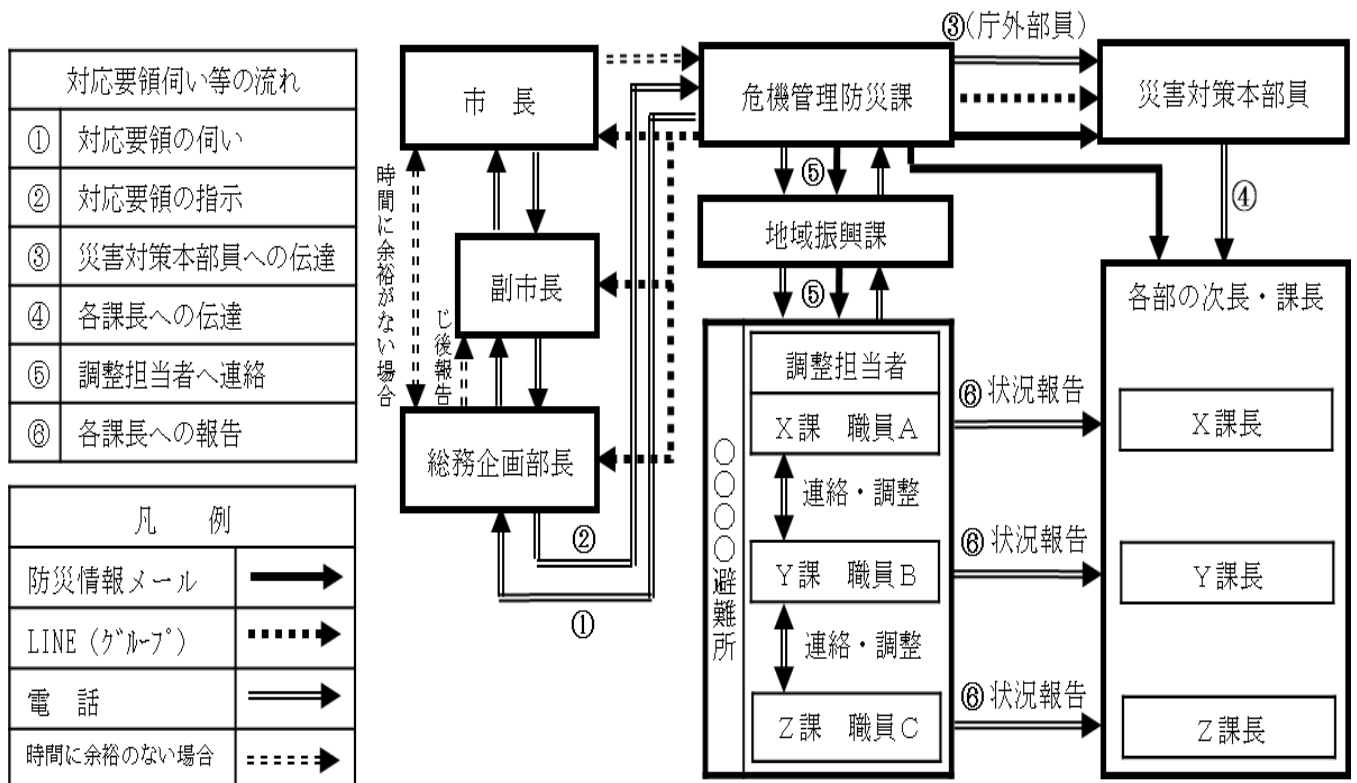 対応要領伺い等の流れ
① 対応要領の伺い
② 対応要領の指示
③ 災害対策本部員への伝達
④ 各課長への伝達
⑤ 調整担当者へ連絡
⑥ 各課長への報告
凡　例
防災情報メール
LINE（ｸﾞﾙｰﾌﾟ）
電　話
時間に余裕のない場合
市　長
副市長
総務企画部長
時間に余裕がない場合
じ後報告
②
①
危機管理防災課
③(庁外部員)
災害対策本部員
④
⑤
地域振興課
⑤
〇〇〇〇避難所
調整担当者
Ｘ課　職員Ａ
連絡・調整
Ｙ課　職員Ｂ
連絡・調整
Ｚ課　職員Ｃ
⑥ 状況報告
⑥ 状況報告
⑥ 状況報告
各部の次長・課長
Ｘ課長
Ｙ課長
Ｚ課長